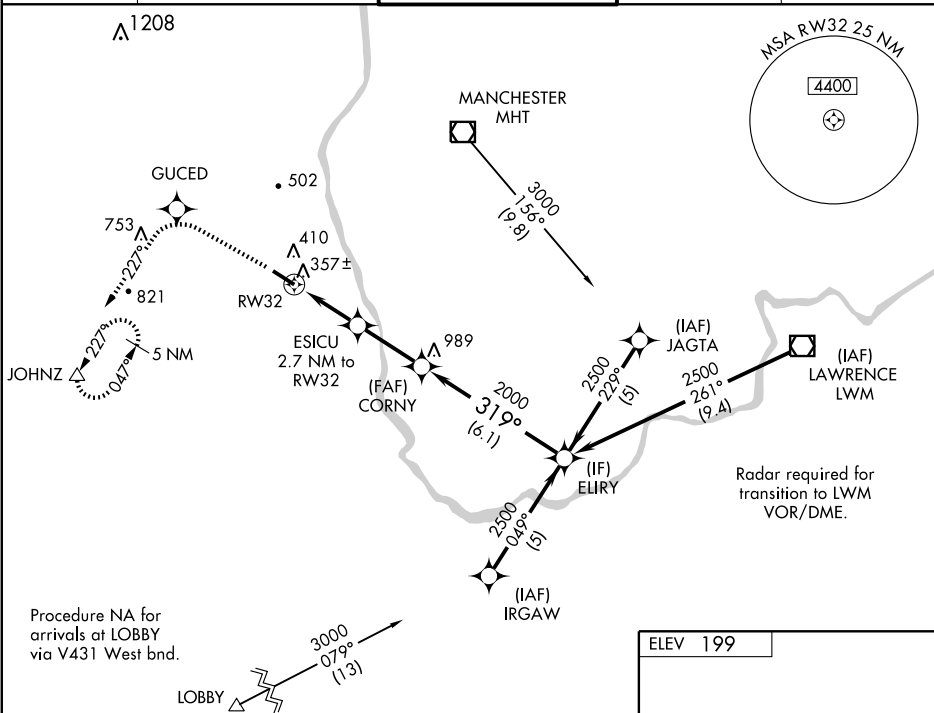 1208
MSA RW32 25 NM
4400
MANCHESTER
MHT
3000
156°
(9.8)
GUCED
502
753
227°
410
357±
821
RW32
227°
047°
5 NM
JOHNZ
ESICU
2.7 NM to
RW32
989
(FAF)
CORNY
2000
319°
(6.1)
(IAF)
JAGTA
2500
229°
(5)
2500
261°
(9.4)
(IAF)
LAWRENCE
LWM
(IF)
ELIRY
Radar required for
transition to LWM
VOR/DME.
2500
049°
(5)
(IAF)
IRGAW
Procedure NA for
arrivals at LOBBY
via V431 West bnd.
3000
079°
(13)
LOBBY
ELEV 199